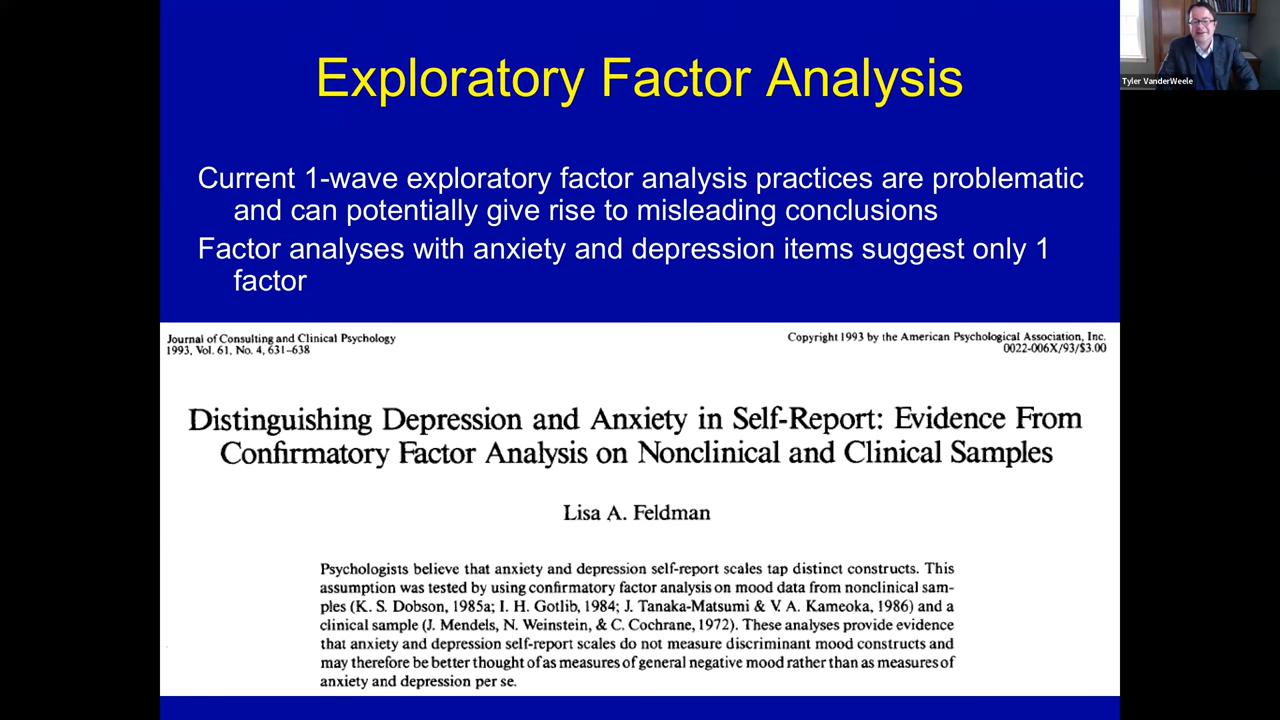 Exploratory Factor Analysis
Tyler VanderWeele
Current 1-wave exploratory factor analysis practices are problematic
and can potentially give rise to misleading conclusions
Factor analyses with anxiety and depression items suggest only 1
factor
Journal of Consulting and Clinical Psychology
1993, Vol. 61, No. 4, 631-638
Copyright 1993 by the American Psychological Association, Inc.
0022-006X/93/$3.00
Distinguishing Depression and Anxiety in Self-Report: Evidence From
Confirmatory Factor Analysis on Nonclinical and Clinical Samples
Lisa A. Feldman
Psychologists believe that anxiety and depression self-report scales tap distinct constructs. This
assumption was tested by using confirmatory factor analysis on mood data from nonclinical sam-
ples (K. S. Dobson, 1985a; I. H. Gotlib, 1984; J. Tanaka-Matsumi & V. A. Kameoka, 1986) and a
clinical sample (J. Mendels, N. Weinstein, & C. Cochrane, 1972). These analyses provide evidence
that anxiety and depression self-report scales do not measure discriminant mood constructs and
may therefore be better thought of as measures of general negative mood rather than as measures of
anxiety and depression per se.